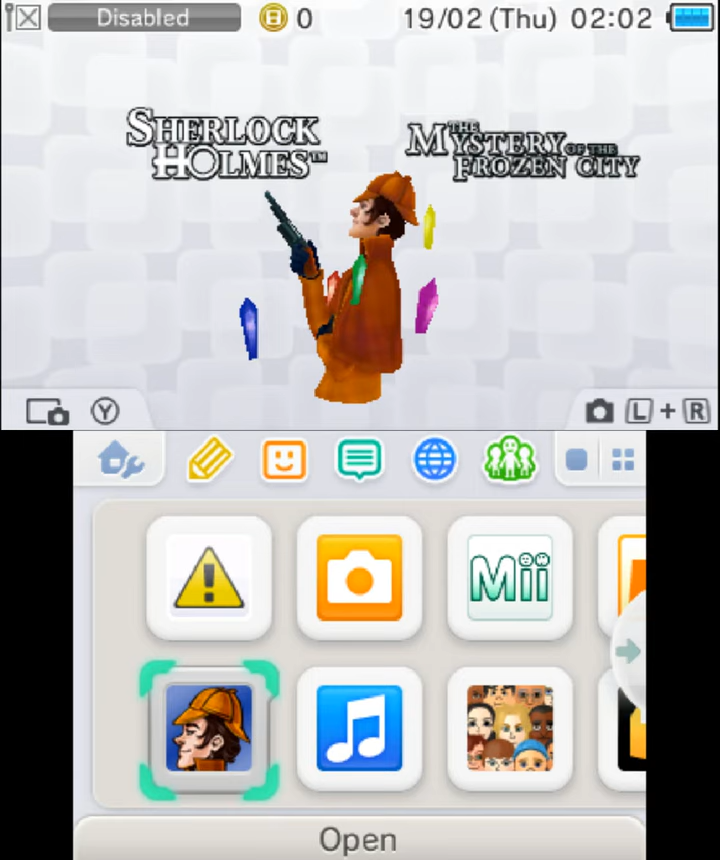 Disabled 0 19/02 (Thu) 02:02
SHERLOCK
HOLMES™
THE
MYSTERY OF THE
FROZEN CITY
Y L + R
Mii
Open